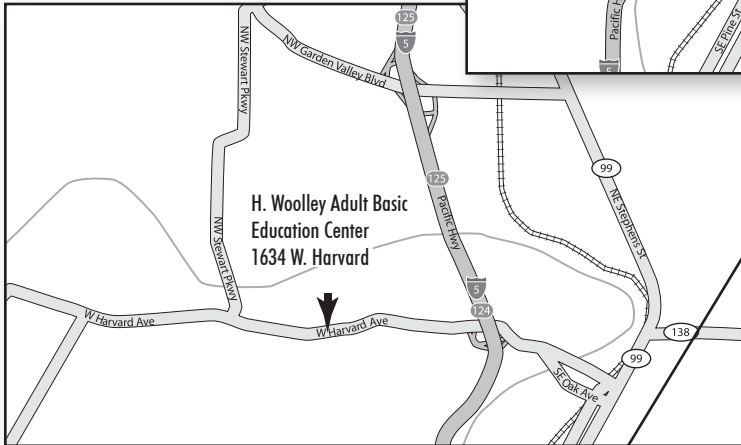 125
5
Pacific H
SE Pine St
5
NW Stewart Pkwy
NW Garden Valley Blvd
99
125
NE Stephens St
H. Woolley Adult Basic
Education Center
1634 W. Harvard
Pacific Hwy
NW Stewart Pkwy
5
124
W Harvard Ave
W Harvard Ave
138
99
SE Oak Ave